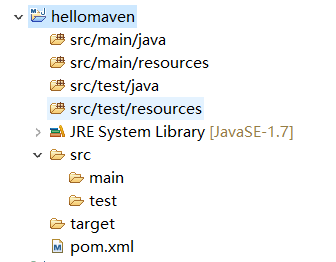 hellomaven
src/main/java
src/main/resources
src/test/java
src/test/resources
JRE System Library [JavaSE-1.7]
src
main
test
target
pom.xml